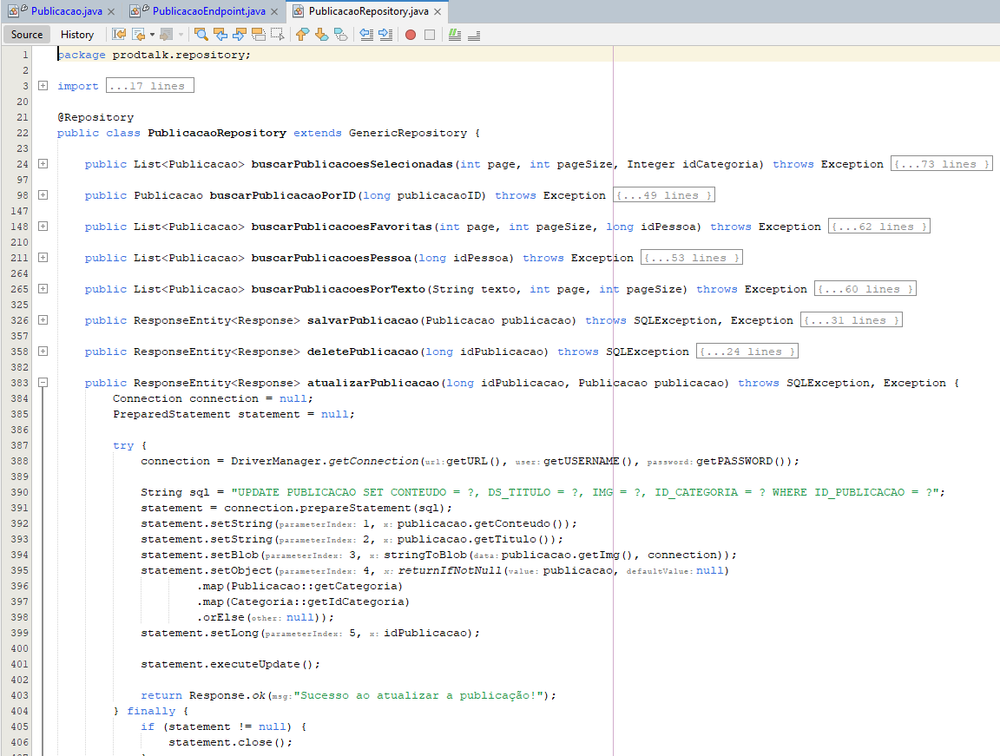 Publicacao.java PublicacaoEndpoint.java PublicacaoRepository.java
Source History
1 package prodtalk.repository;
2
3 import ...17 lines
20
21 @Repository
22 public class PublicacaoRepository extends GenericRepository {
23
24 public List<Publicacao> buscarPublicacoesSelecionadas(int page, int pageSize, Integer idCategoria) throws Exception {...73 lines }
97
98 public Publicacao buscarPublicacaoPorID(long publicacaoID) throws Exception {...49 lines }
147
148 public List<Publicacao> buscarPublicacoesFavoritas(int page, int pageSize, long idPessoa) throws Exception {...62 lines }
210
211 public List<Publicacao> buscarPublicacoesPessoa(long idPessoa) throws Exception {...53 lines }
264
265 public List<Publicacao> buscarPublicacoesPorTexto(String texto, int page, int pageSize) throws Exception {...60 lines }
325
326 public ResponseEntity<Response> salvarPublicacao(Publicacao publicacao) throws SQLException, Exception {...31 lines }
357
358 public ResponseEntity<Response> deletePublicacao(long idPublicacao) throws SQLException {...24 lines }
382
383 public ResponseEntity<Response> atualizarPublicacao(long idPublicacao, Publicacao publicacao) throws SQLException, Exception {
384 Connection connection = null;
385 PreparedStatement statement = null;
386
387 try {
388 connection = DriverManager.getConnection(url:getURL(), user:getUSERNAME(), password:getPASSWORD());
389
390 String sql = "UPDATE PUBLICACAO SET CONTEUDO = ?, DS_TITULO = ?, IMG = ?, ID_CATEGORIA = ? WHERE ID_PUBLICACAO = ?";
391 statement = connection.prepareStatement(sql);
392 statement.setString(parameterIndex: 1, x: publicacao.getConteudo());
393 statement.setString(parameterIndex: 2, x: publicacao.getTitulo());
394 statement.setBlob(parameterIndex: 3, x: stringToBlob(data:publicacao.getImg(), connection));
395 statement.setObject(parameterIndex: 4, x: returnIfNotNull(value: publicacao, defaultValue:null)
396 .map(Publicacao::getCategoria)
397 .map(Categoria::getIdCategoria)
398 .orElse(other: null));
399 statement.setLong(parameterIndex: 5, x: idPublicacao);
400
401 statement.executeUpdate();
402
403 return Response.ok(msg:"Sucesso ao atualizar a publicação!");
404 } finally {
405 if (statement != null) {
406 statement.close();